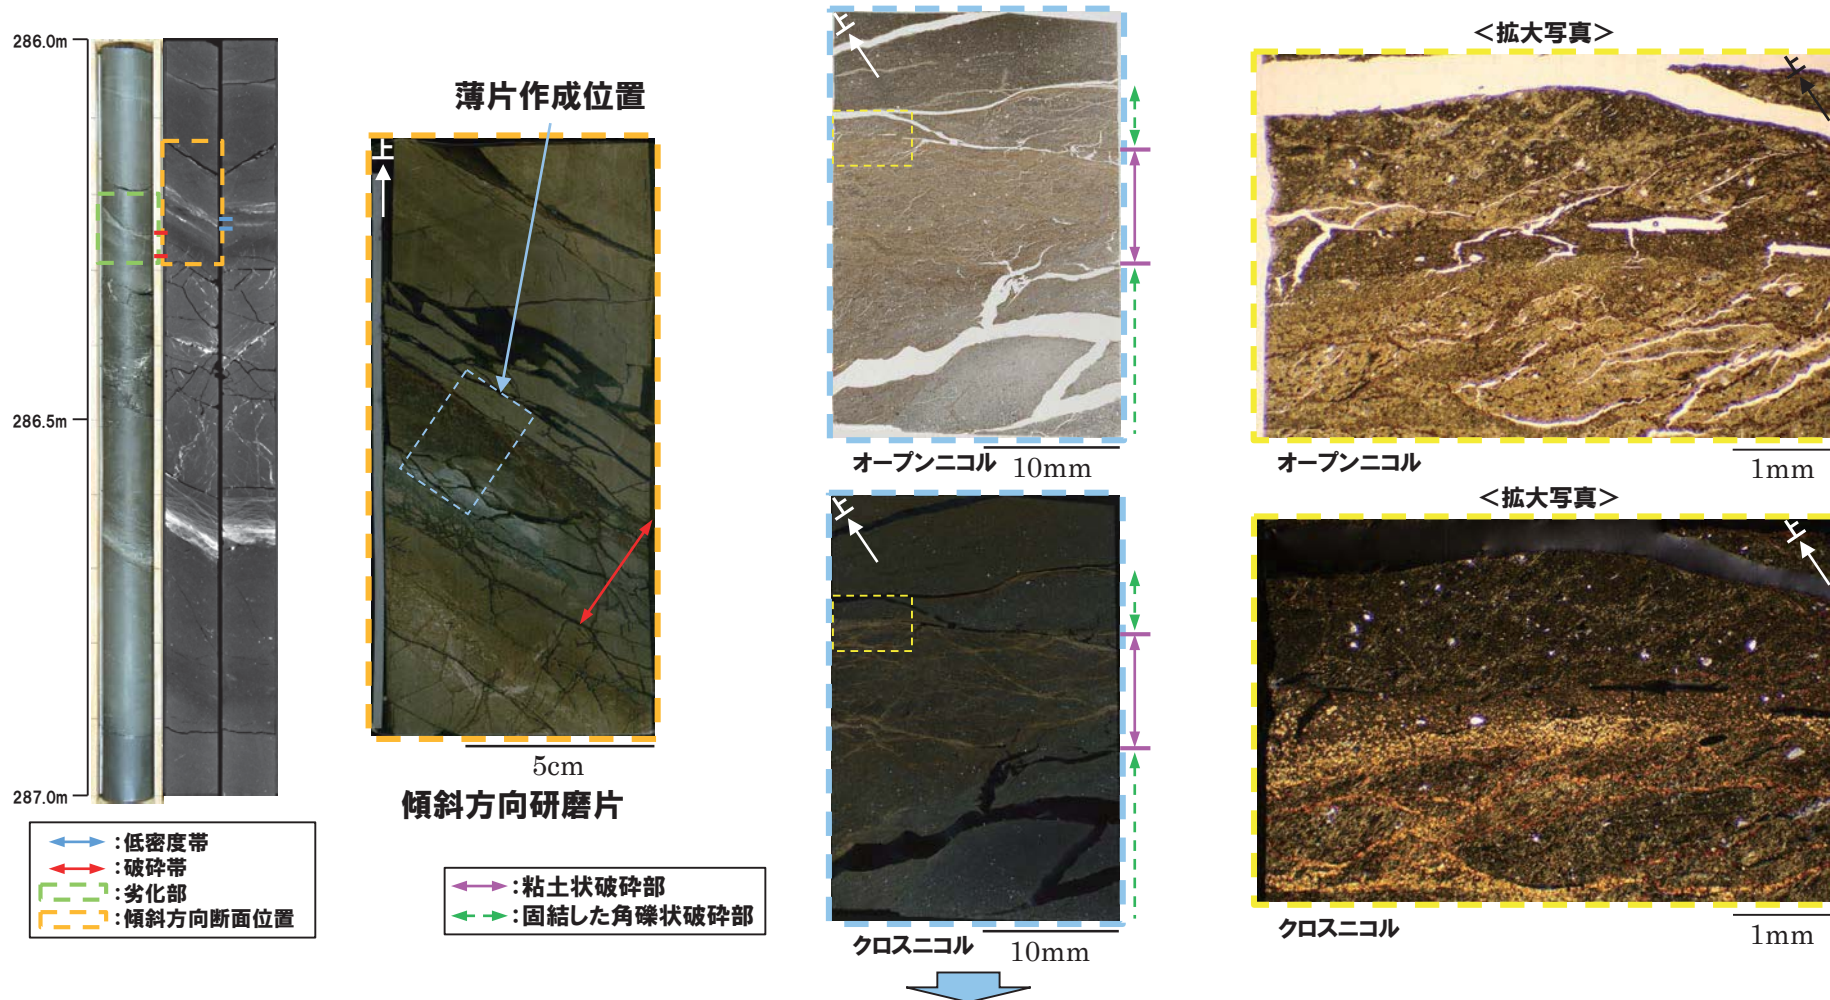 286.0m
286.5m
287.0m
：低密度帯
：破砕帯
：劣化部
：傾斜方向断面位置
薄片作成位置
上
5cm
傾斜方向研磨片
：粘土状破砕部
：固結した角礫状破砕部
上
オープンニコル
10mm
上
クロスニコル
10mm
＜拡大写真＞
上
オープンニコル
1mm
＜拡大写真＞
上
クロスニコル
1mm